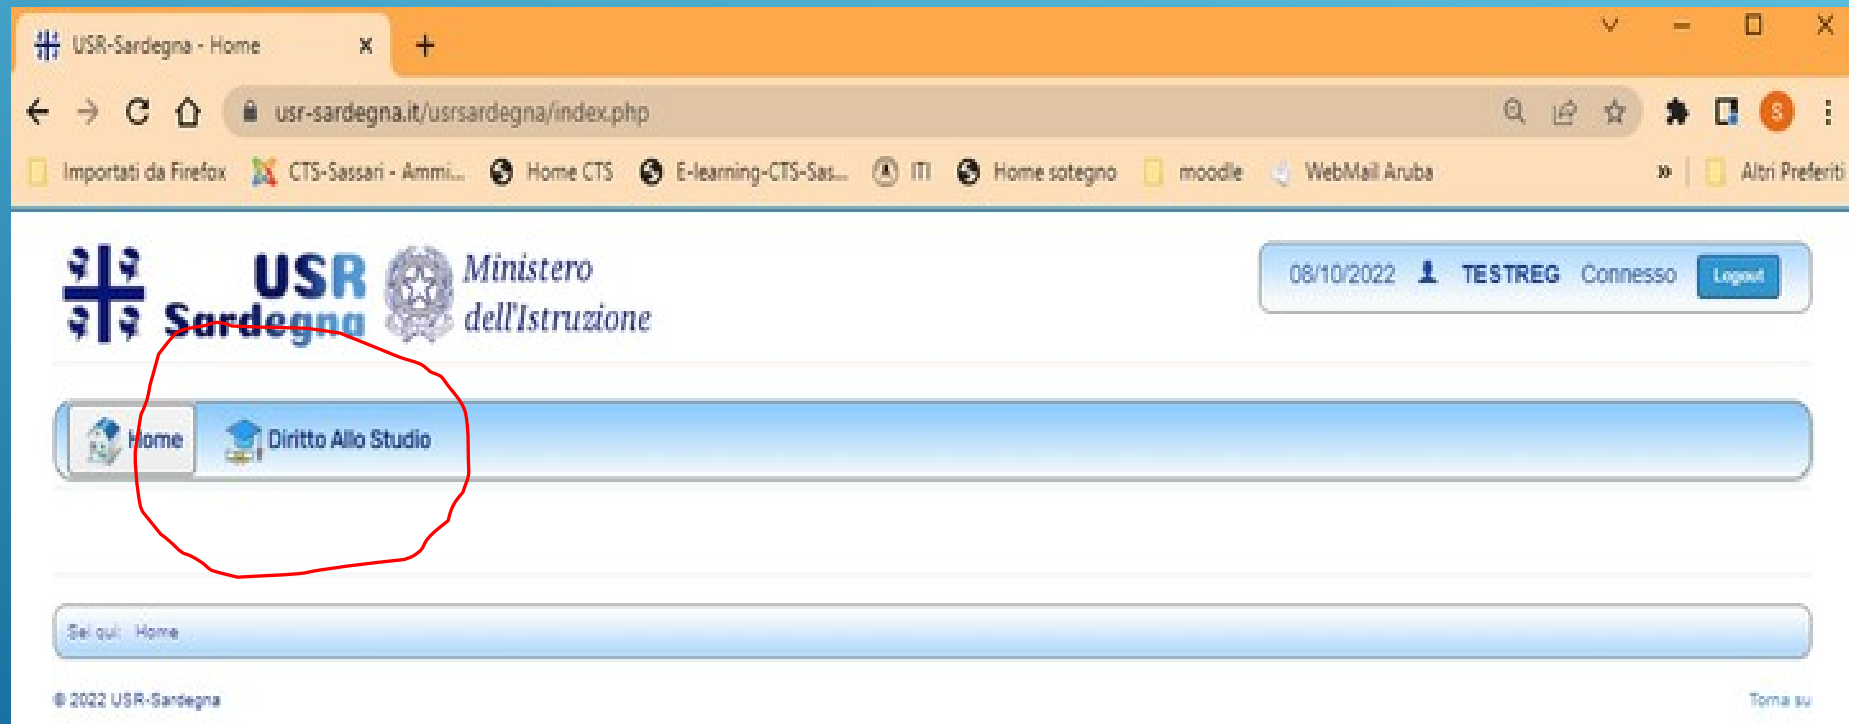 USR-Sardegna - Home
usr-sardegna.it/usrsardegna/index.php
Importati da Firefox CTS-Sassari - Ammi... Home CTS E-learning-CTS-Sas... ITI Home sotegno moodle WebMail Aruba » Altri Preferiti
USR
Sardegna
Ministero
dell'Istruzione
08/10/2022 TESTREG Connesso Logout
Home Diritto Allo Studio
Sei qui: Home
© 2022 USR-Sardegna
Torna su